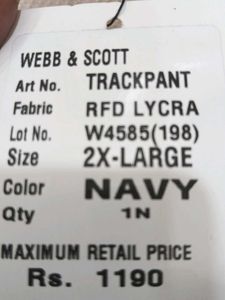 WEBB & SCOTT
Art No. TRACKPANT
Fabric RFD LYCRA
Lot No. W4585(198)
Size 2X-LARGE
Color NAVY
Qty 1N
MAXIMUM RETAIL PRICE
Rs. 1190